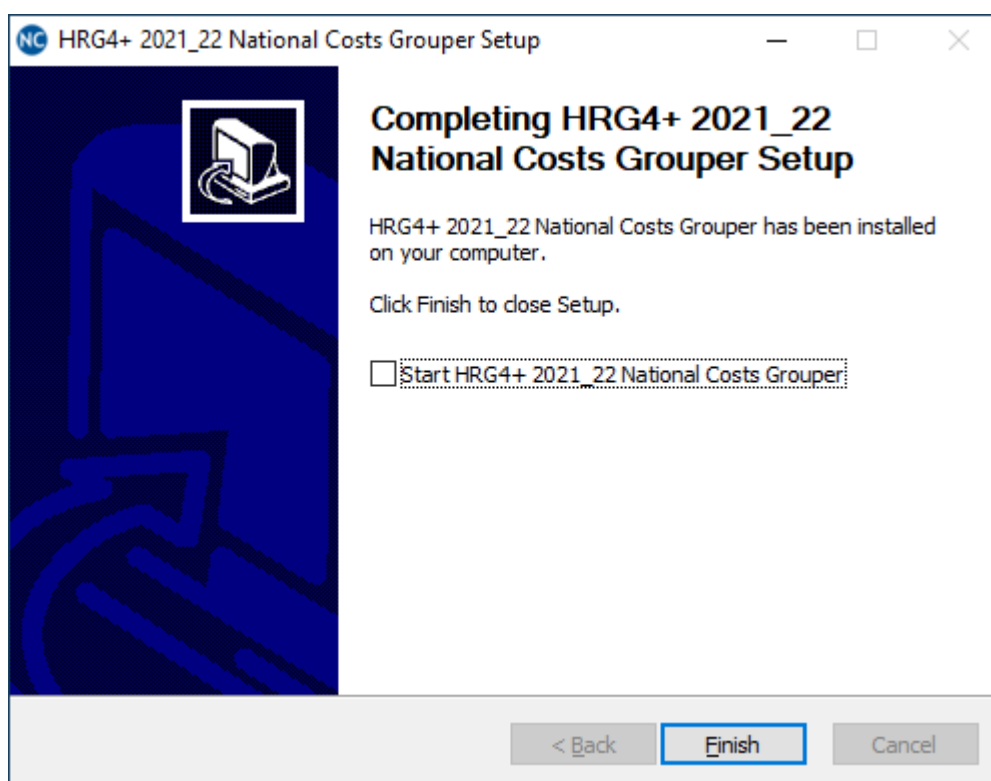 NC HRG4+ 2021_22 National Costs Grouper Setup
Completing HRG4+ 2021_22
National Costs Grouper Setup
HRG4+ 2021_22 National Costs Grouper has been installed
on your computer.
Click Finish to close Setup.
Start HRG4+ 2021_22 National Costs Grouper
< Back Finish Cancel